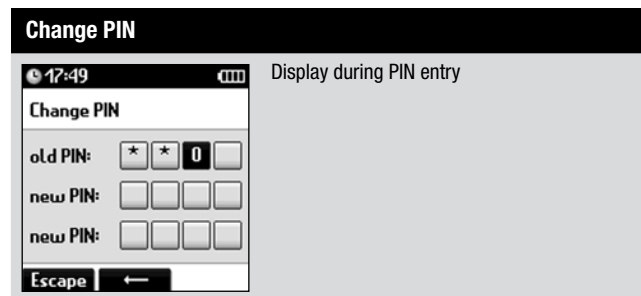 Change PIN
17:49
Display during PIN entry
Change PIN
old PIN: * * 0
new PIN:
new PIN:
Escape ←